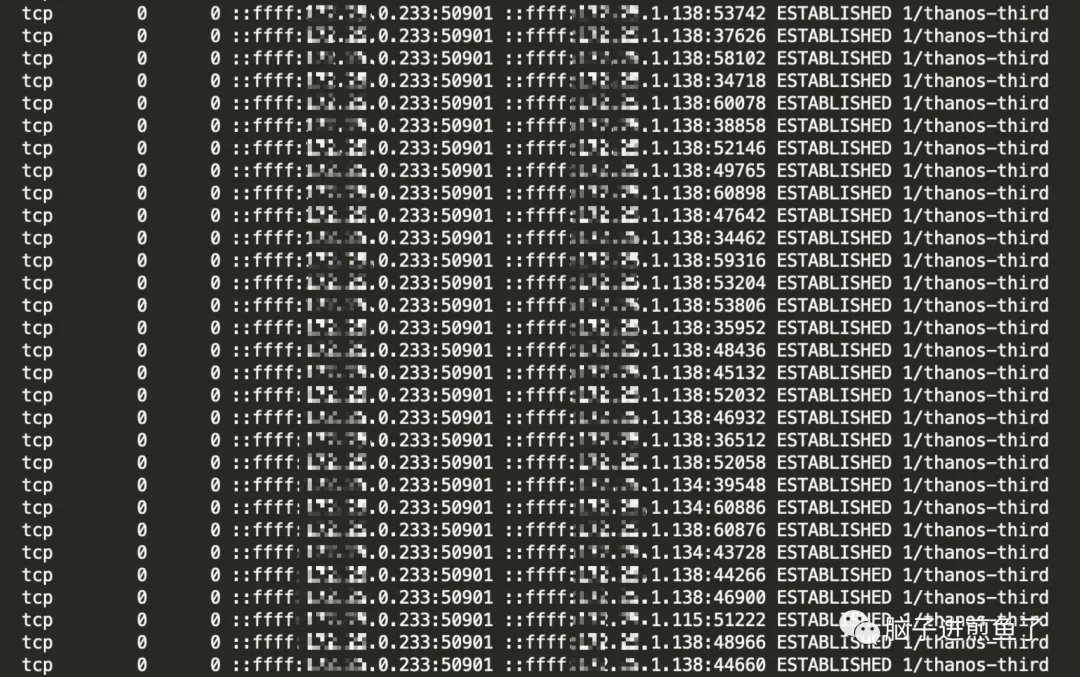 tcp 0 0 ::ffff: .0.233:50901 ::ffff: .1.138:53742 ESTABLISHED 1/thanos-third
tcp 0 0 ::ffff: .0.233:50901 ::ffff: .1.138:37626 ESTABLISHED 1/thanos-third
tcp 0 0 ::ffff: .0.233:50901 ::ffff: .1.138:58102 ESTABLISHED 1/thanos-third
tcp 0 0 ::ffff: .0.233:50901 ::ffff: .1.138:34718 ESTABLISHED 1/thanos-third
tcp 0 0 ::ffff: .0.233:50901 ::ffff: .1.138:60078 ESTABLISHED 1/thanos-third
tcp 0 0 ::ffff: .0.233:50901 ::ffff: .1.138:38858 ESTABLISHED 1/thanos-third
tcp 0 0 ::ffff: .0.233:50901 ::ffff: .1.138:52146 ESTABLISHED 1/thanos-third
tcp 0 0 ::ffff: .0.233:50901 ::ffff: .1.138:49765 ESTABLISHED 1/thanos-third
tcp 0 0 ::ffff: .0.233:50901 ::ffff: .1.138:60898 ESTABLISHED 1/thanos-third
tcp 0 0 ::ffff: .0.233:50901 ::ffff: .1.138:47642 ESTABLISHED 1/thanos-third
tcp 0 0 ::ffff: .0.233:50901 ::ffff: .1.138:34462 ESTABLISHED 1/thanos-third
tcp 0 0 ::ffff: .0.233:50901 ::ffff: .1.138:59316 ESTABLISHED 1/thanos-third
tcp 0 0 ::ffff: .0.233:50901 ::ffff: .1.138:53204 ESTABLISHED 1/thanos-third
tcp 0 0 ::ffff: .0.233:50901 ::ffff: .1.138:53806 ESTABLISHED 1/thanos-third
tcp 0 0 ::ffff: .0.233:50901 ::ffff: .1.138:35952 ESTABLISHED 1/thanos-third
tcp 0 0 ::ffff: .0.233:50901 ::ffff: .1.138:48436 ESTABLISHED 1/thanos-third
tcp 0 0 ::ffff: .0.233:50901 ::ffff: .1.138:45132 ESTABLISHED 1/thanos-third
tcp 0 0 ::ffff: .0.233:50901 ::ffff: .1.138:52032 ESTABLISHED 1/thanos-third
tcp 0 0 ::ffff: .0.233:50901 ::ffff: .1.138:46932 ESTABLISHED 1/thanos-third
tcp 0 0 ::ffff: .0.233:50901 ::ffff: .1.138:36512 ESTABLISHED 1/thanos-third
tcp 0 0 ::ffff: .0.233:50901 ::ffff: .1.138:52058 ESTABLISHED 1/thanos-third
tcp 0 0 ::ffff: .0.233:50901 ::ffff: .1.134:39548 ESTABLISHED 1/thanos-third
tcp 0 0 ::ffff: .0.233:50901 ::ffff: .1.134:60886 ESTABLISHED 1/thanos-third
tcp 0 0 ::ffff: .0.233:50901 ::ffff: .1.138:60876 ESTABLISHED 1/thanos-third
tcp 0 0 ::ffff: .0.233:50901 ::ffff: .1.134:43728 ESTABLISHED 1/thanos-third
tcp 0 0 ::ffff: .0.233:50901 ::ffff: .1.138:44266 ESTABLISHED 1/thanos-third
tcp 0 0 ::ffff: .0.233:50901 ::ffff: .1.138:46900 ESTABLISHED 1/thanos-third
tcp 0 0 ::ffff: .0.233:50901 ::ffff: .1.115:51222 ESTABLISHED 1/thanos-third
脑子进煎鱼了
tcp 0 0 ::ffff: .0.233:50901 ::ffff: .1.138:48966 ESTABLISHED 1/thanos-third
tcp 0 0 ::ffff: .0.233:50901 ::ffff: .1.138:44660 ESTABLISHED 1/thanos-third